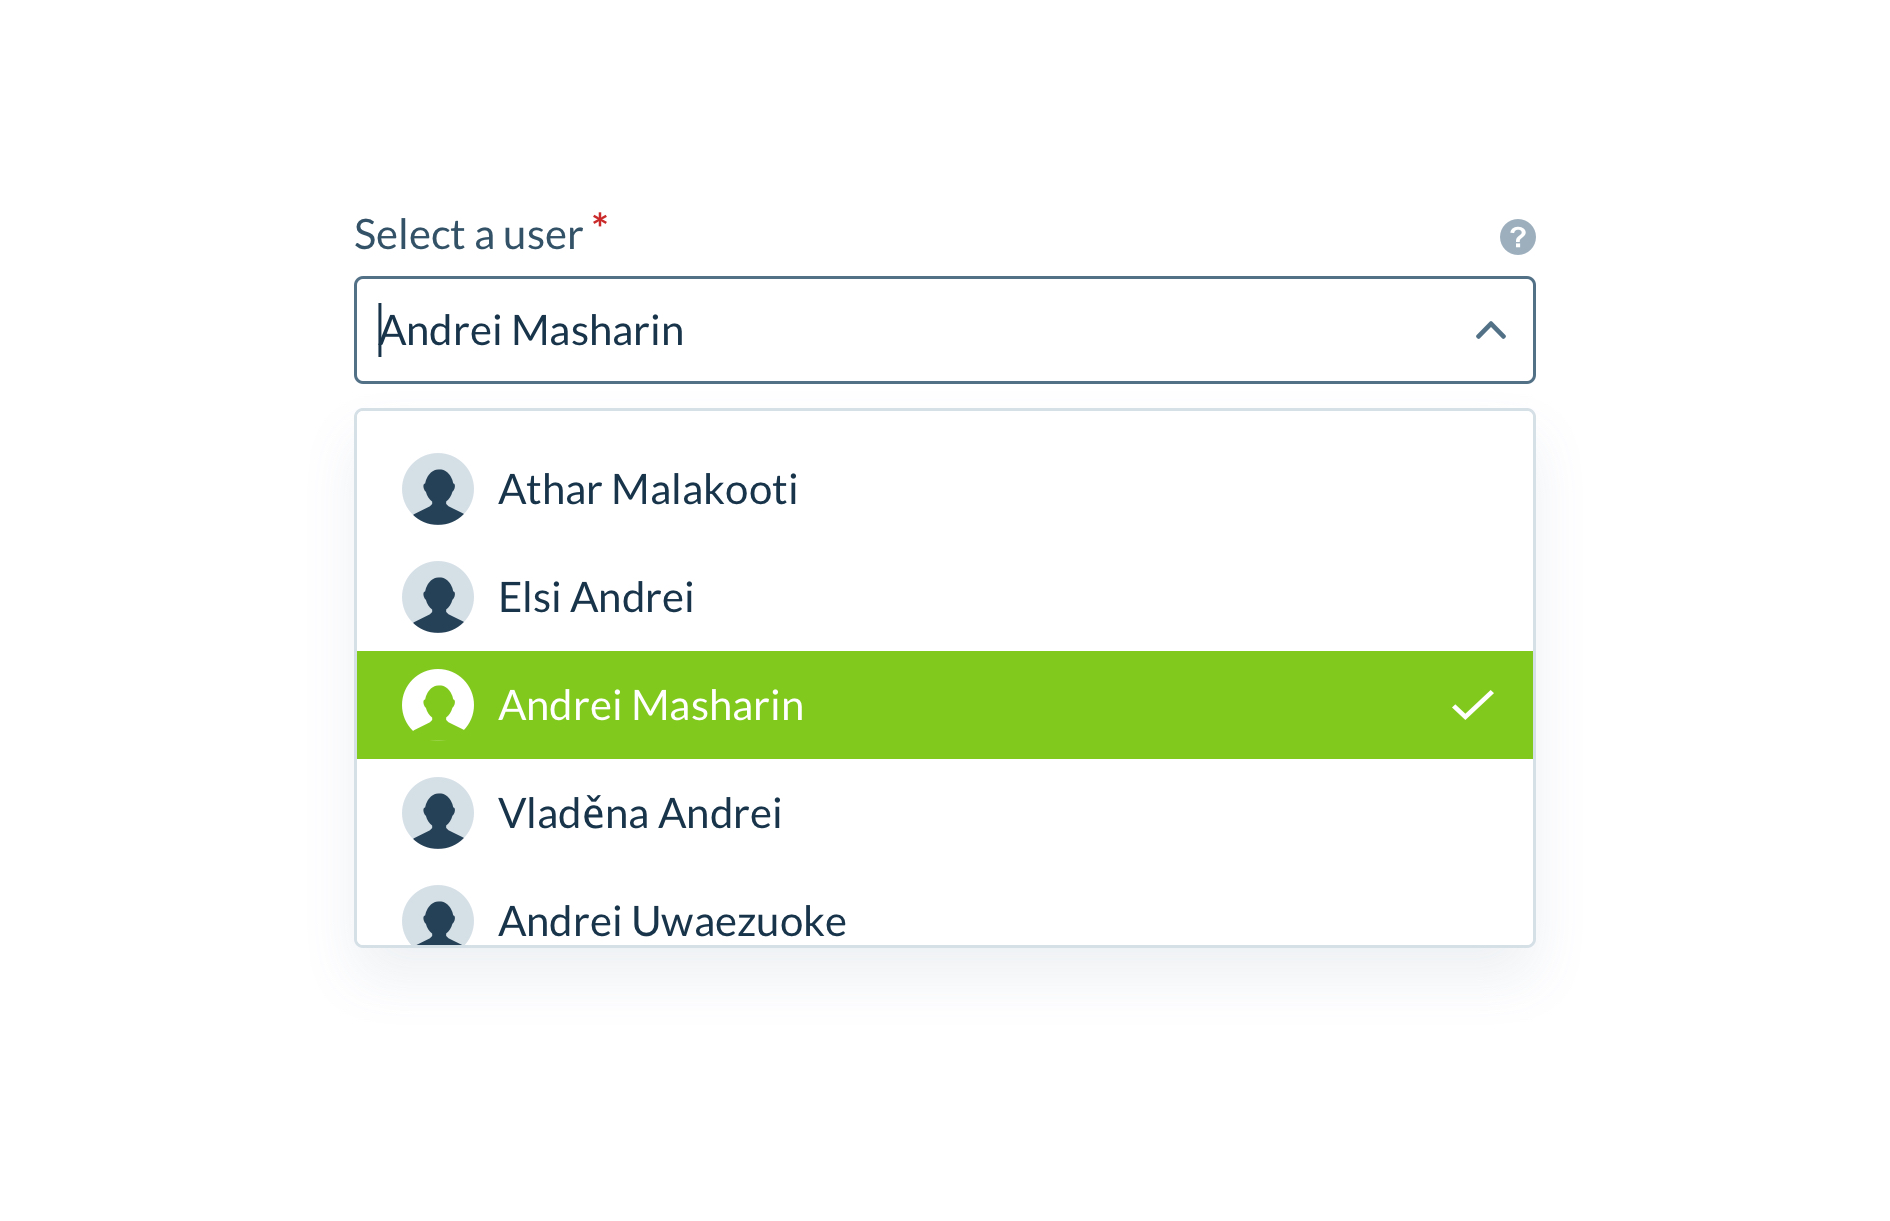 Select a user *
?
Andrei Masharin
Athar Malakooti
Elsi Andrei
Andrei Masharin
Vladěna Andrei
Andrei Uwaezuoke